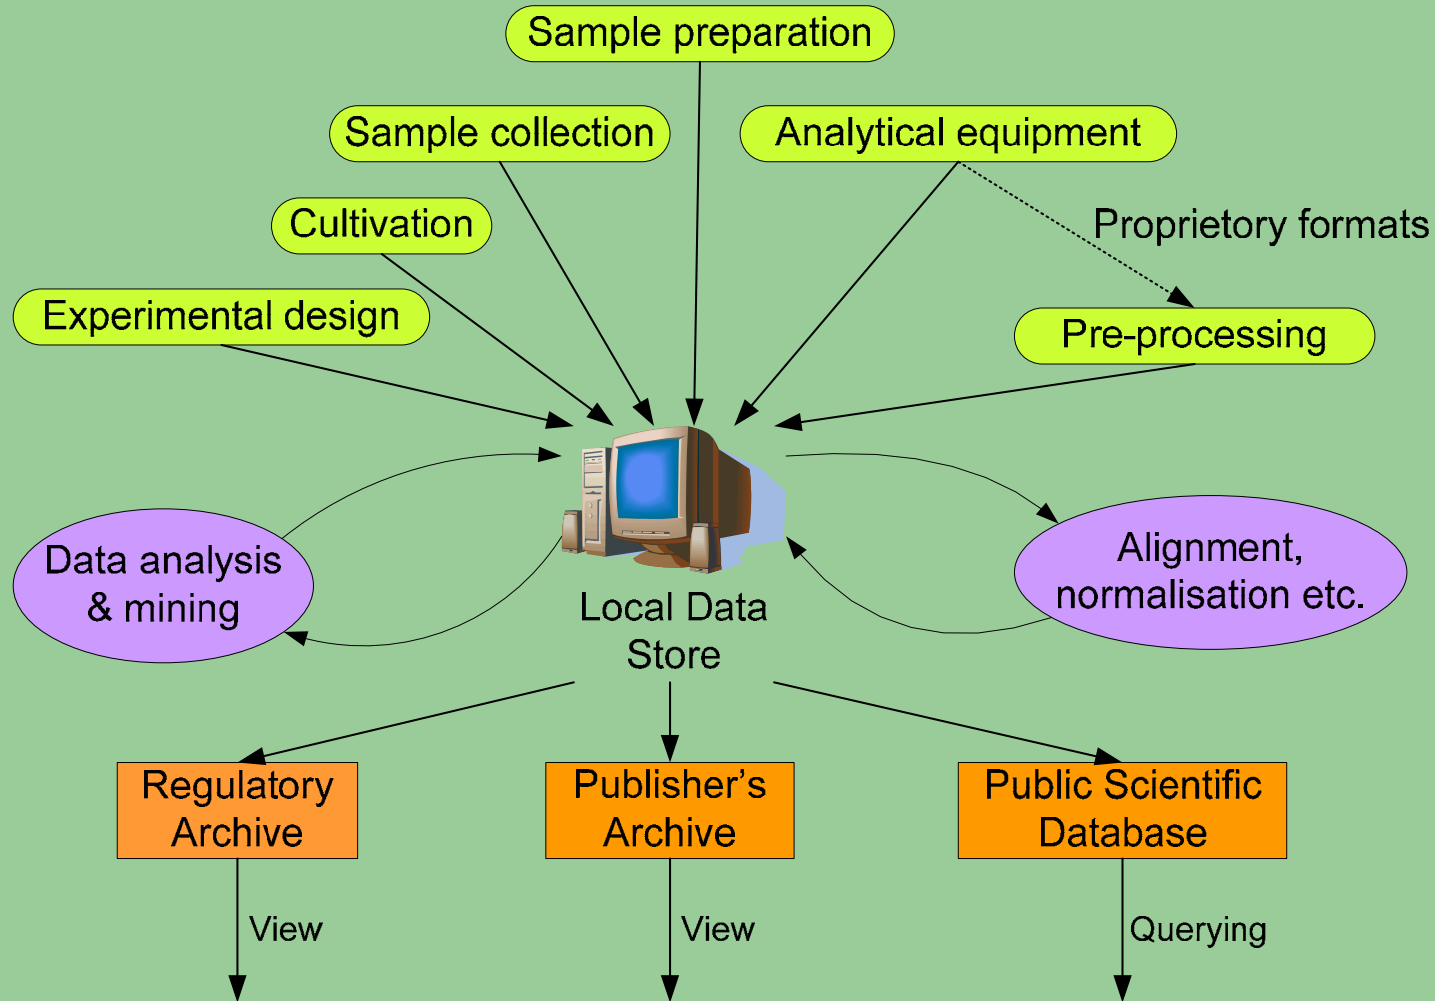 Sample preparation
Sample collection
Analytical equipment
Cultivation
Proprietory formats
Experimental design
Pre-processing
Data analysis
& mining
Alignment,
normalisation etc.
Local Data
Store
Regulatory
Archive
Publisher’s
Archive
Public Scientific
Database
View
View
Querying